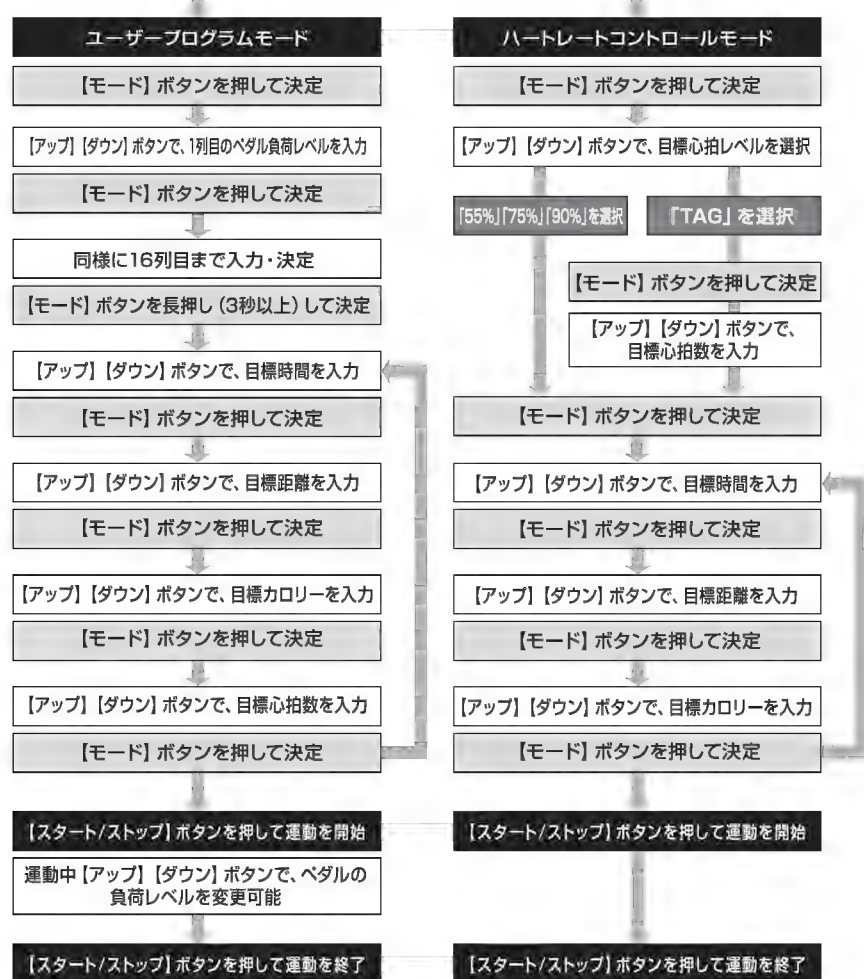 ユーザープログラムモード
【モード】ボタンを押して決定
【アップ】【ダウン】ボタンで、1列目のペダル負荷レベルを入力
【モード】ボタンを押して決定
同様に16列目まで入力・決定
【モード】ボタンを長押し（3秒以上）して決定
【アップ】【ダウン】ボタンで、目標時間を入力
【モード】ボタンを押して決定
【アップ】【ダウン】ボタンで、目標距離を入力
【モード】ボタンを押して決定
【アップ】【ダウン】ボタンで、目標カロリーを入力
【モード】ボタンを押して決定
【アップ】【ダウン】ボタンで、目標心拍数を入力
【モード】ボタンを押して決定
【スタート/ストップ】ボタンを押して運動を開始
運動中【アップ】【ダウン】ボタンで、ペダルの
負荷レベルを変更可能
【スタート/ストップ】ボタンを押して運動を終了
ハートレートコントロールモード
【モード】ボタンを押して決定
【アップ】【ダウン】ボタンで、目標心拍レベルを選択
「55%」「75%」「90%」を選択
『TAG』を選択
【モード】ボタンを押して決定
【アップ】【ダウン】ボタンで、
目標心拍数を入力
【モード】ボタンを押して決定
【アップ】【ダウン】ボタンで、目標時間を入力
【モード】ボタンを押して決定
【アップ】【ダウン】ボタンで、目標距離を入力
【モード】ボタンを押して決定
【アップ】【ダウン】ボタンで、目標カロリーを入力
【モード】ボタンを押して決定
【スタート/ストップ】ボタンを押して運動を開始
【スタート/ストップ】ボタンを押して運動を終了